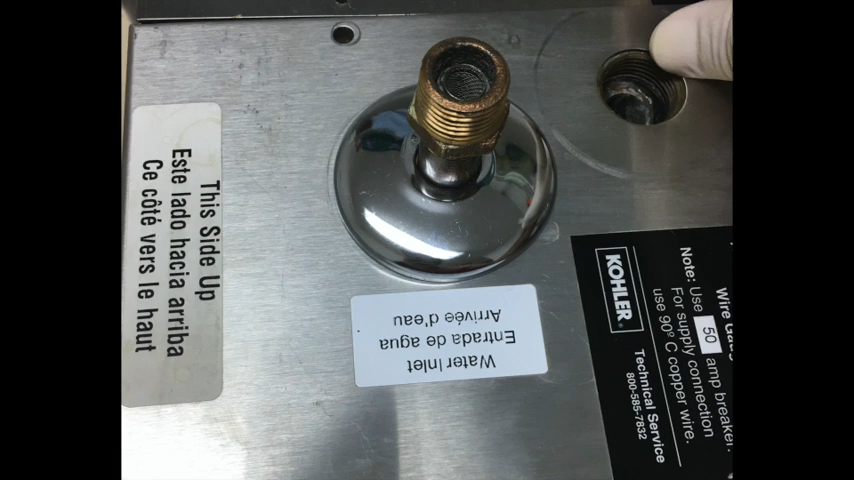 This Side Up
Este lado hacia arriba
Ce côté vers le haut
Water Inlet
Entrada de agua
Arrivée d'eau
KOHLER
Technical Service
800-585-7832
Wire
Note: Use 50 amp breaker.
For supply connection
use 90° C copper wire.